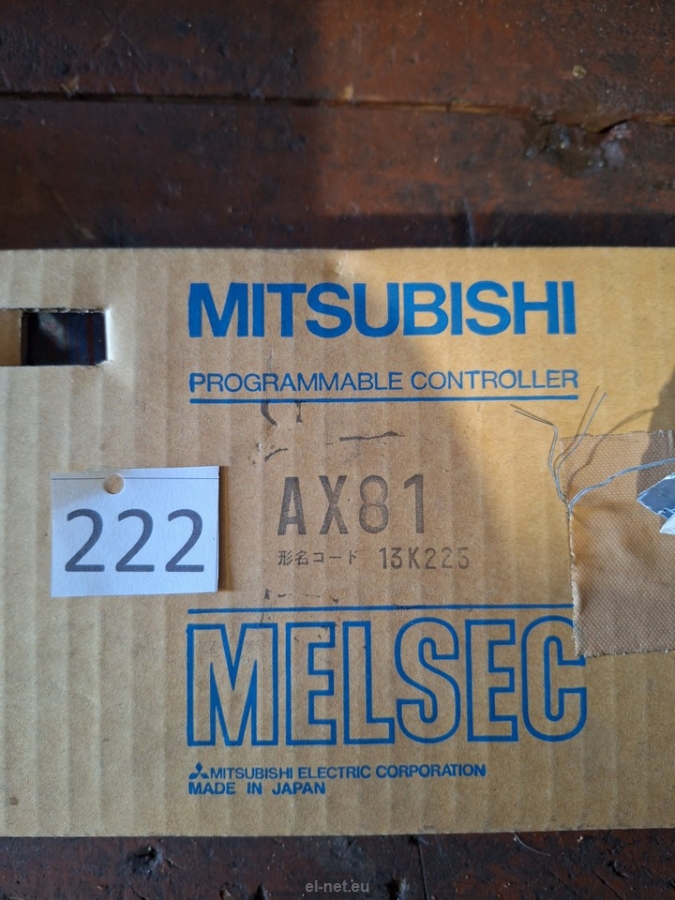 MITSUBISHI
PROGRAMMABLE CONTROLLER
AX81
形名コード 13K225
222
MELSEC
MITSUBISHI ELECTRIC CORPORATION
MADE IN JAPAN
el-net.eu